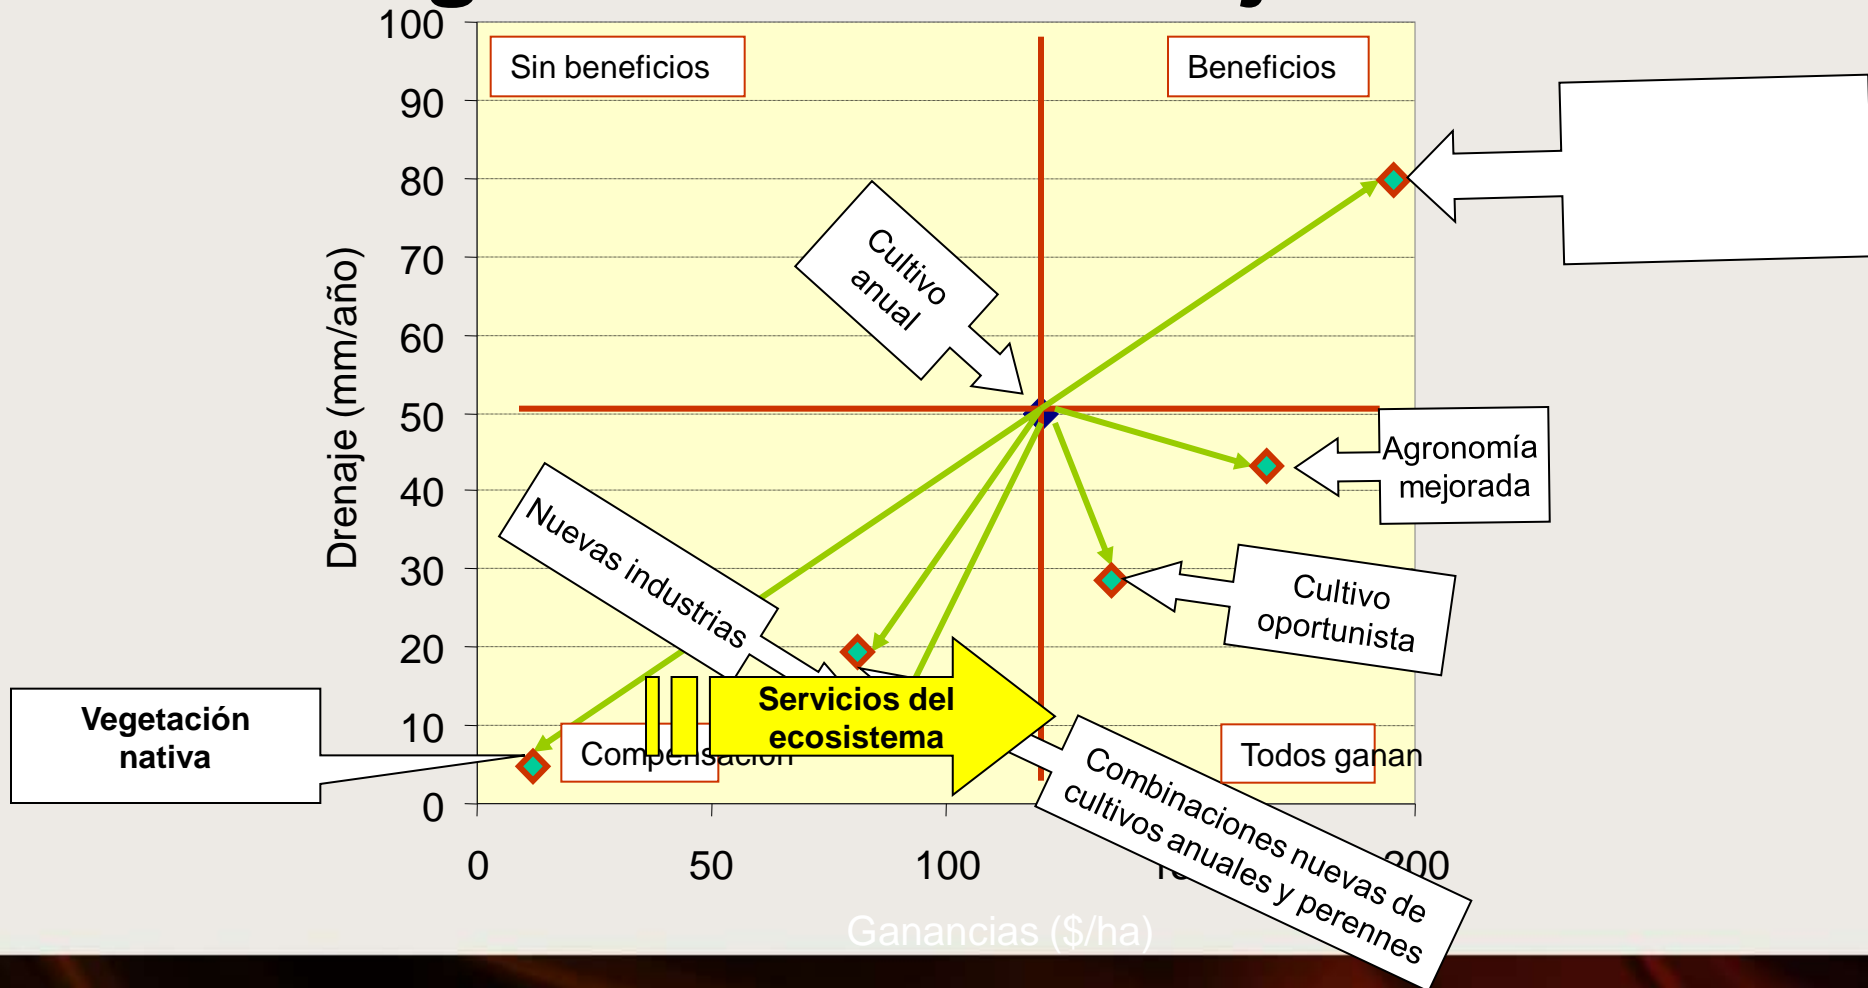 100
Sin beneficios
Beneficios
90
80
70
60
50
40
30
20
10
0
Drenaje (mm/año)
Cultivo
anual
Agronomía
mejorada
Nuevas industrias
Cultivo
oportunista
Vegetación
nativa
Servicios del
ecosistema
Compensación
Todos ganan
Combinaciones nuevas de
cultivos anuales y perennes
0
50
100
200
Ganancias ($/ha)